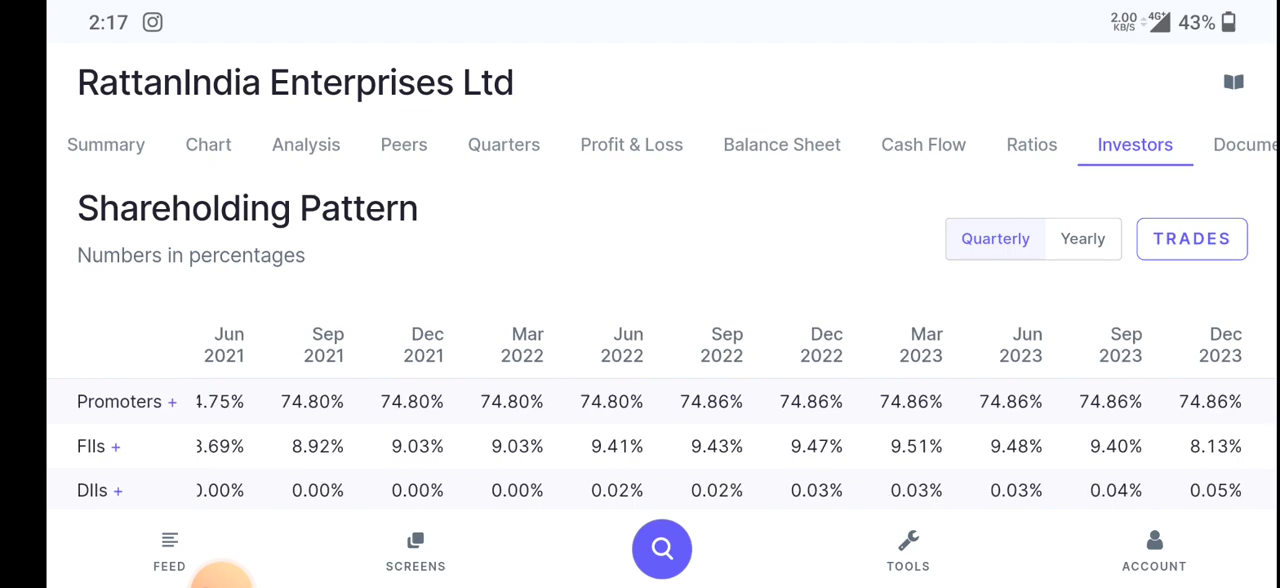 2:17 2.00 KB/S 4G+ 43%
RattanIndia Enterprises Ltd
Summary Chart Analysis Peers Quarters Profit & Loss Balance Sheet Cash Flow Ratios Investors Docume
Shareholding Pattern
Numbers in percentages
Quarterly Yearly TRADES
Jun 2021 Sep 2021 Dec 2021 Mar 2022 Jun 2022 Sep 2022 Dec 2022 Mar 2023 Jun 2023 Sep 2023 Dec 2023
Promoters + .75% 74.80% 74.80% 74.80% 74.80% 74.86% 74.86% 74.86% 74.86% 74.86% 74.86%
FIIs + .69% 8.92% 9.03% 9.03% 9.41% 9.43% 9.47% 9.51% 9.48% 9.40% 8.13%
DIIs + .00% 0.00% 0.00% 0.00% 0.02% 0.02% 0.03% 0.03% 0.03% 0.04% 0.05%
FEED SCREENS TOOLS ACCOUNT